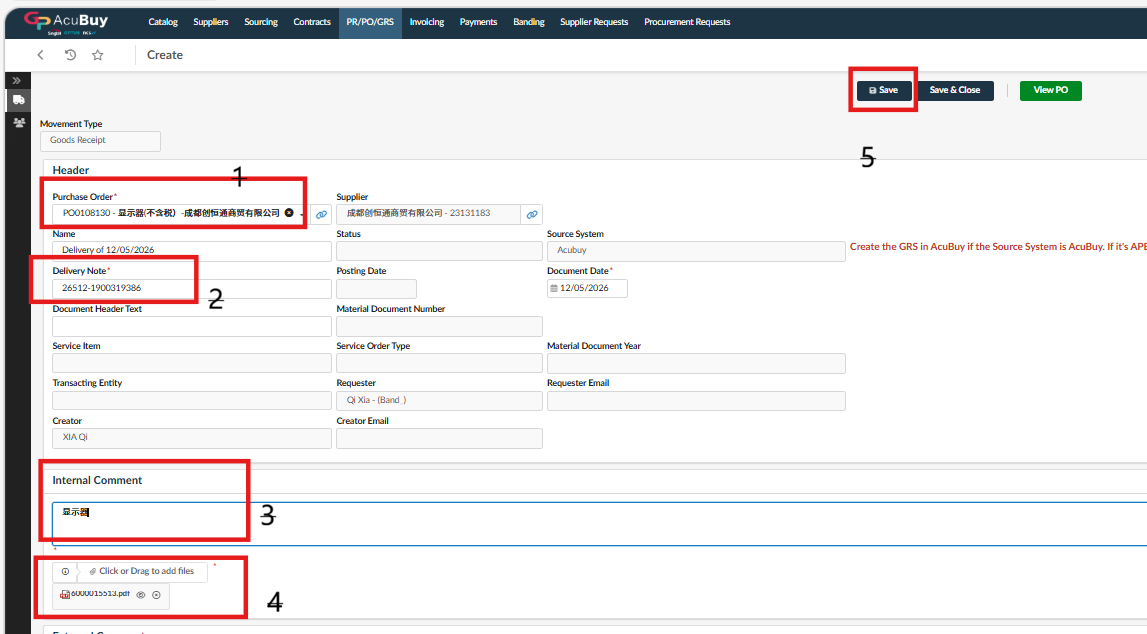 GP AcuBuy
Catalog Suppliers Sourcing Contracts PR/PO/GRS Invoicing Payments Banding Supplier Requests Procurement Requests
Create
Save Save & Close View PO
Movement Type
Goods Receipt
5
Header
1
Purchase Order* Supplier
PO0108130 - 显示器(不含税) -成都创恒通商贸有限公司 成都创恒通商贸有限公司 - 23131183
Name Status Source System
Delivery of 12/05/2026 Acubuy Create the GRS in AcuBuy if the Source System is AcuBuy. If it's APE
Delivery Note* Posting Date Document Date*
26512-1900319386 12/05/2026
2
Document Header Text Material Document Number
Service Item Service Order Type Material Document Year
Transacting Entity Requester Requester Email
Qi Xia - (Band_)
Creator Creator Email
XIA Qi
Internal Comment
显示器
3
*
Click or Drag to add files *
6000015513.pdf
4